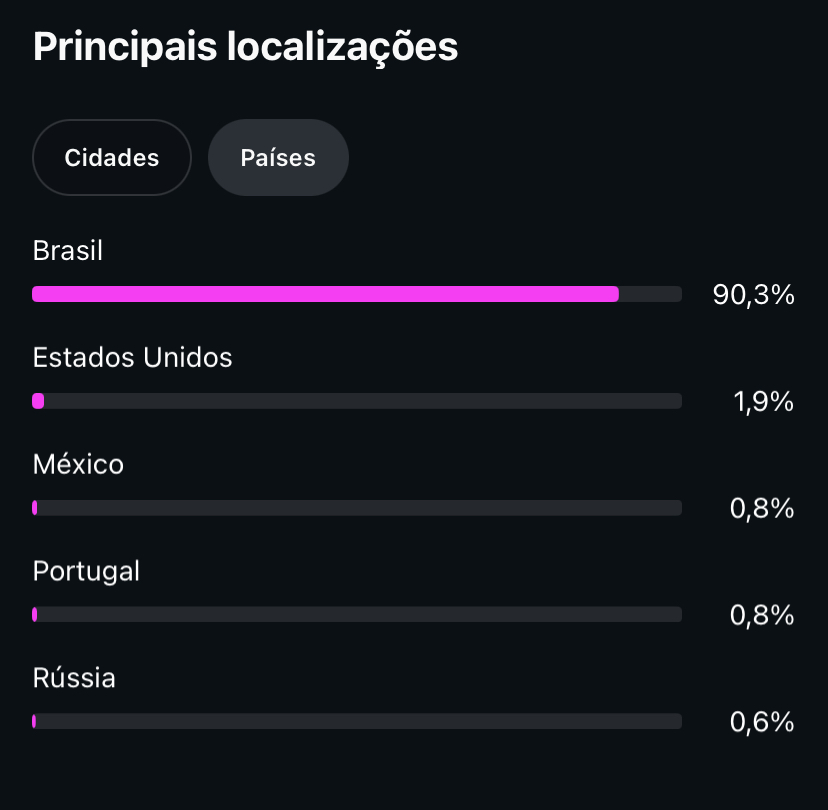 Principais localizações
Cidades
Países
Brasil
90,3%
Estados Unidos
1,9%
México
0,8%
Portugal
0,8%
Rússia
0,6%